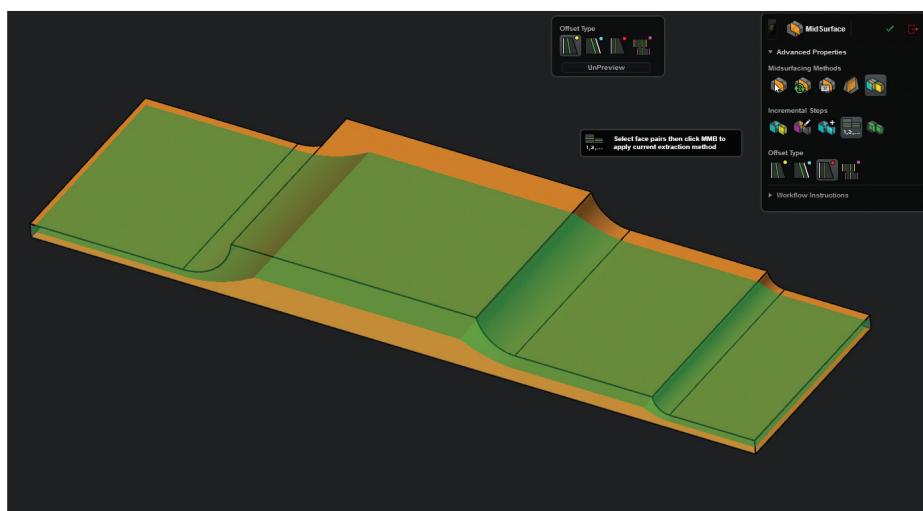 Offset Type
UnPreview
Select face pairs then click MMB to
apply current extraction method
1,2,...
MidSurface
Advanced Properties
Midsurfacing Methods
Incremental Steps
1,2,...
Offset Type
Workflow Instructions